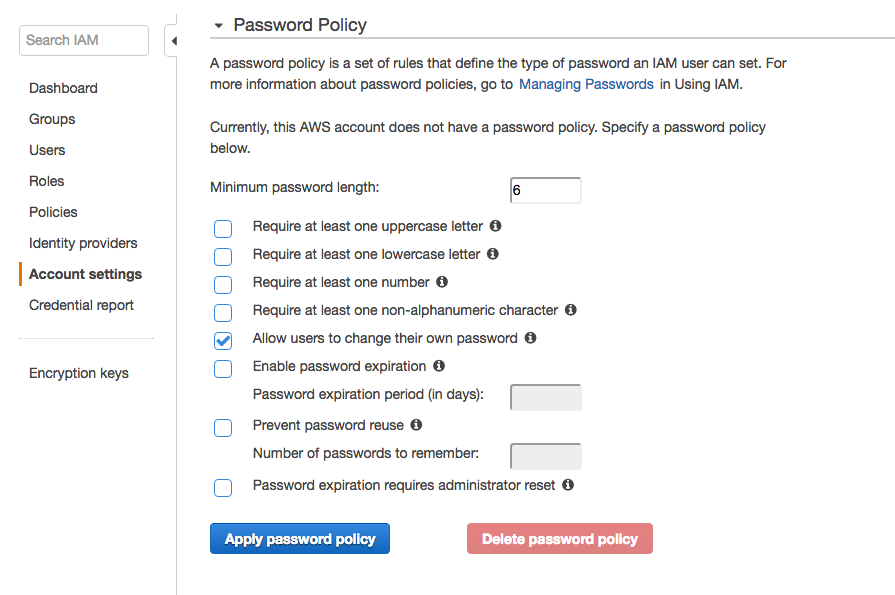 Search IAM
Dashboard
Groups
Users
Roles
Policies
Identity providers
Account settings
Credential report
Encryption keys
Password Policy
A password policy is a set of rules that define the type of password an IAM user can set. For
more information about password policies, go to Managing Passwords in Using IAM.
Currently, this AWS account does not have a password policy. Specify a password policy
below.
Minimum password length: 6
Require at least one uppercase letter
Require at least one lowercase letter
Require at least one number
Require at least one non-alphanumeric character
Allow users to change their own password
Enable password expiration
Password expiration period (in days):
Prevent password reuse
Number of passwords to remember:
Password expiration requires administrator reset
Apply password policy Delete password policy